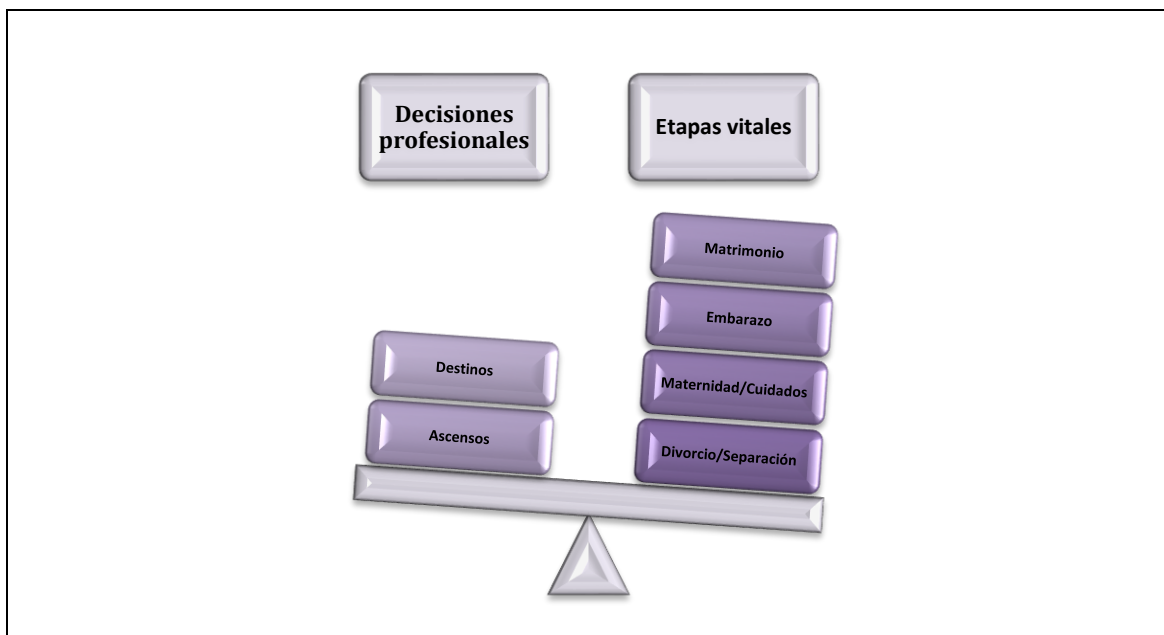 Decisiones
profesionales
Etapas vitales
Matrimonio
Embarazo
Maternidad/Cuidados
Divorcio/Separación
Destinos
Ascensos